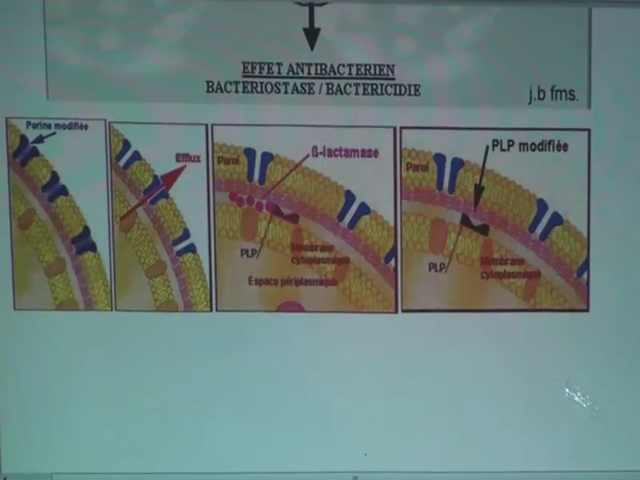 EFFET ANTIBACTERIEN
BACTERIOSTASE / BACTERICIDIE
j.b fms.
Porine modifiée
Efflux
Paroi
ß-lactamase
PLP
Membrane
cytoplasmique
Espace périplasmique
PLP modifiée
Paroi
PLP
Membrane
cytoplasmique